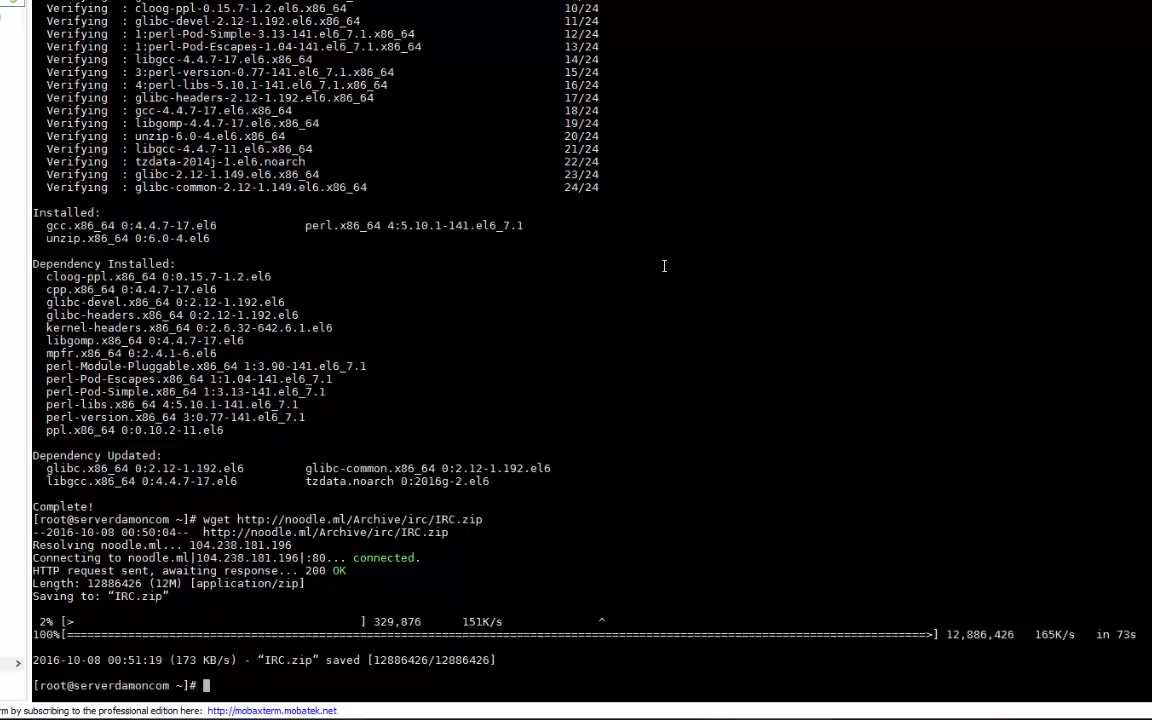 Verifying : cloog-ppl-0.15.7-1.2.el6.x86_64 10/24
Verifying : glibc-devel-2.12-1.192.el6.x86_64 11/24
Verifying : 1:perl-Pod-Simple-3.13-141.el6_7.1.x86_64 12/24
Verifying : 1:perl-Pod-Escapes-1.04-141.el6_7.1.x86_64 13/24
Verifying : libgcc-4.4.7-17.el6.x86_64 14/24
Verifying : 3:perl-version-0.77-141.el6_7.1.x86_64 15/24
Verifying : 4:perl-libs-5.10.1-141.el6_7.1.x86_64 16/24
Verifying : glibc-headers-2.12-1.192.el6.x86_64 17/24
Verifying : gcc-4.4.7-17.el6.x86_64 18/24
Verifying : libgomp-4.4.7-17.el6.x86_64 19/24
Verifying : unzip-6.0-4.el6.x86_64 20/24
Verifying : libgcc-4.4.7-11.el6.x86_64 21/24
Verifying : tzdata-2014j-1.el6.noarch 22/24
Verifying : glibc-2.12-1.149.el6.x86_64 23/24
Verifying : glibc-common-2.12-1.149.el6.x86_64 24/24
Installed:
gcc.x86_64 0:4.4.7-17.el6 perl.x86_64 4:5.10.1-141.el6_7.1
unzip.x86_64 0:6.0-4.el6
Dependency Installed:
cloog-ppl.x86_64 0:0.15.7-1.2.el6
cpp.x86_64 0:4.4.7-17.el6
glibc-devel.x86_64 0:2.12-1.192.el6
glibc-headers.x86_64 0:2.12-1.192.el6
kernel-headers.x86_64 0:2.6.32-642.6.1.el6
libgomp.x86_64 0:4.4.7-17.el6
mpfr.x86_64 0:2.4.1-6.el6
perl-Module-Pluggable.x86_64 1:3.90-141.el6_7.1
perl-Pod-Escapes.x86_64 1:1.04-141.el6_7.1
perl-Pod-Simple.x86_64 1:3.13-141.el6_7.1
perl-libs.x86_64 4:5.10.1-141.el6_7.1
perl-version.x86_64 3:0.77-141.el6_7.1
ppl.x86_64 0:0.10.2-11.el6
Dependency Updated:
glibc.x86_64 0:2.12-1.192.el6 glibc-common.x86_64 0:2.12-1.192.el6
libgcc.x86_64 0:4.4.7-17.el6 tzdata.noarch 0:2016g-2.el6
Complete!
[root@serverdamoncom ~]# wget http://noodle.ml/Archive/irc/IRC.zip
--2016-10-08 00:50:04-- http://noodle.ml/Archive/irc/IRC.zip
Resolving noodle.ml... 104.238.181.196
Connecting to noodle.ml|104.238.181.196|:80... connected.
HTTP request sent, awaiting response... 200 OK
Length: 12886426 (12M) [application/zip]
Saving to: “IRC.zip”
2% [> ] 329,876 151K/s ^
100%[======================================================================================================================================>] 12,886,426 165K/s in 73s
2016-10-08 00:51:19 (173 KB/s) - “IRC.zip” saved [12886426/12886426]
[root@serverdamoncom ~]#
rm by subscribing to the professional edition here: http://mobaxterm.mobatek.net